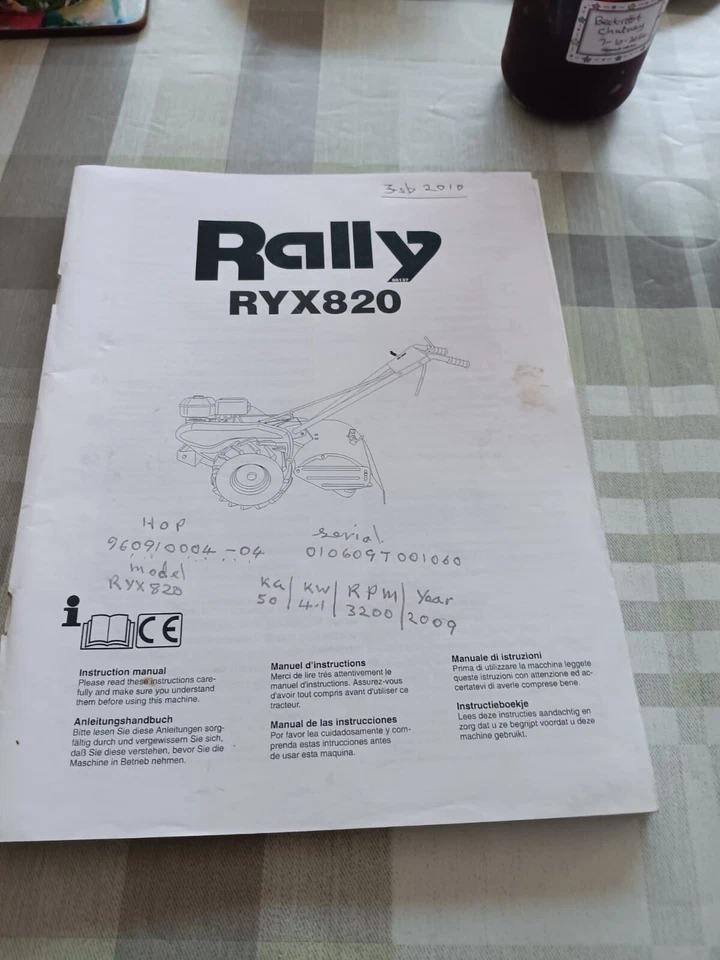 Beetroot
Chutney
3-sb 2010
Rally
RYX820
HOP
960910004-04
model
RYX820
serial
010609T001060
KG
50
KW
4.1
RPM
3200
Year
2009
i
CE
Instruction manual
Please read these instructions care-
fully and make sure you understand
them before using this machine.
Anleitungshandbuch
Bitte lesen Sie diese Anleitungen sorg-
fältig durch und vergewissern Sie sich,
daß Sie diese verstehen, bevor Sie die
Maschine in Betrieb nehmen.
Manuel d'instructions
Merci de lire très attentivement le
manuel d'instructions. Assurez-vous
d'avoir tout compris avant d'utiliser ce
tracteur.
Manual de las instrucciones
Por favor lea cuidadosamente y com-
prenda estas intrucciones antes
de usar esta maquina.
Manuale di istruzioni
Prima di utilizzare la macchina leggete
queste istruzioni con attenzione ed ac-
certatevi di averle comprese bene.
Instructieboekje
Lees deze instructies aandachtig en
zorg dat u ze begrijpt voordat u deze
machine gebruikt.